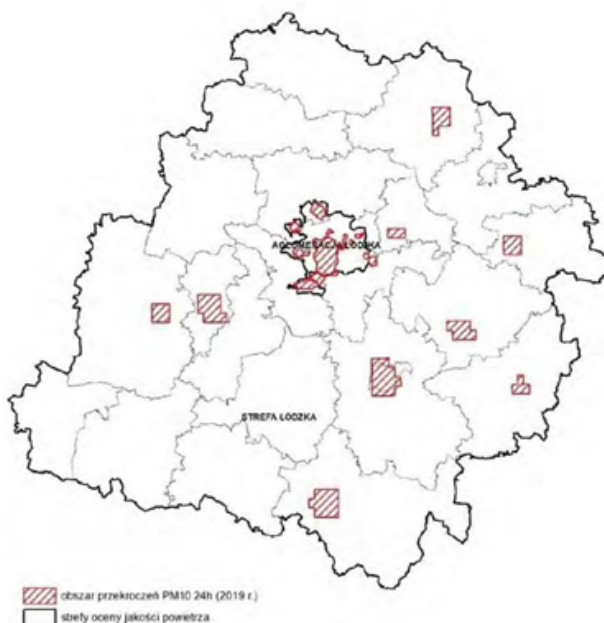 AGLOMERACJA ŁÓDZKA
STREFA ŁÓDZKA
obszar przekroczeń PM10 24h (2019 r.)
strefy oceny jakości powietrza